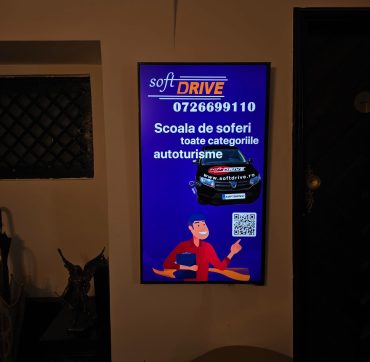 soft DRIVE
0726699110
Scoala de soferi
toate categoriile
autoturisme
www.softdrive.ro